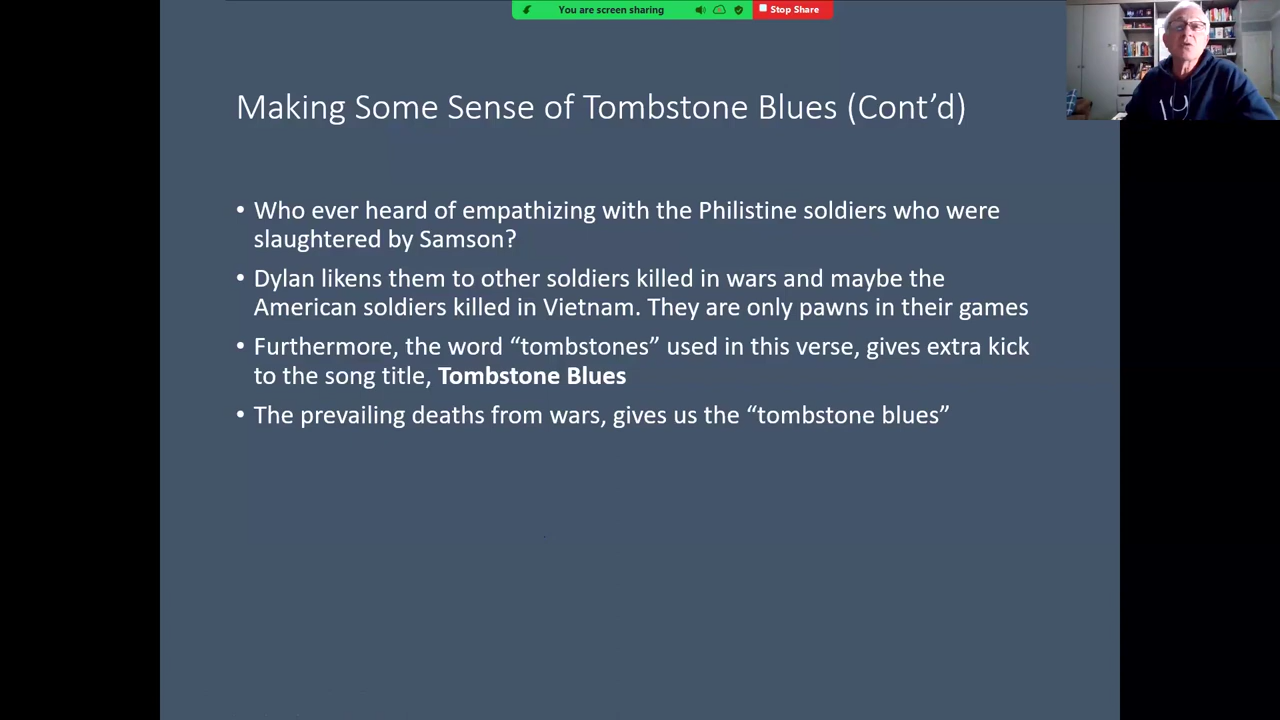 You are screen sharing
Stop Share
Making Some Sense of Tombstone Blues (Cont’d)
• Who ever heard of empathizing with the Philistine soldiers who were
slaughtered by Samson?
• Dylan likens them to other soldiers killed in wars and maybe the
American soldiers killed in Vietnam. They are only pawns in their games
• Furthermore, the word “tombstones” used in this verse, gives extra kick
to the song title, Tombstone Blues
• The prevailing deaths from wars, gives us the “tombstone blues”